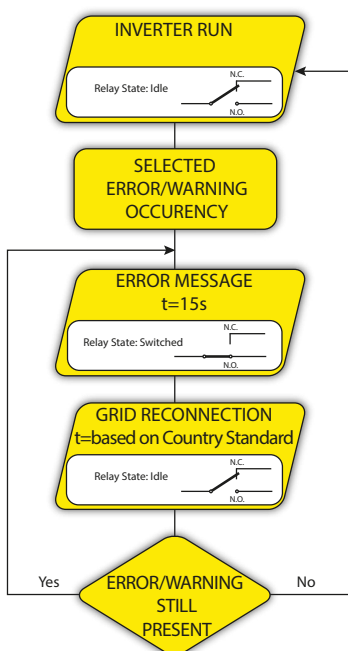 INVERTER RUN
N.C.
Relay State: Idle
N.O.
SELECTED
ERROR/WARNING
OCCURENCY
ERROR MESSAGE
t=15s
N.C.
Relay State: Switched
N.O.
GRID RECONNECTION
t=based on Country Standard
N.C.
Relay State: Idle
N.O.
Yes
ERROR/WARNING
STILL
PRESENT
No